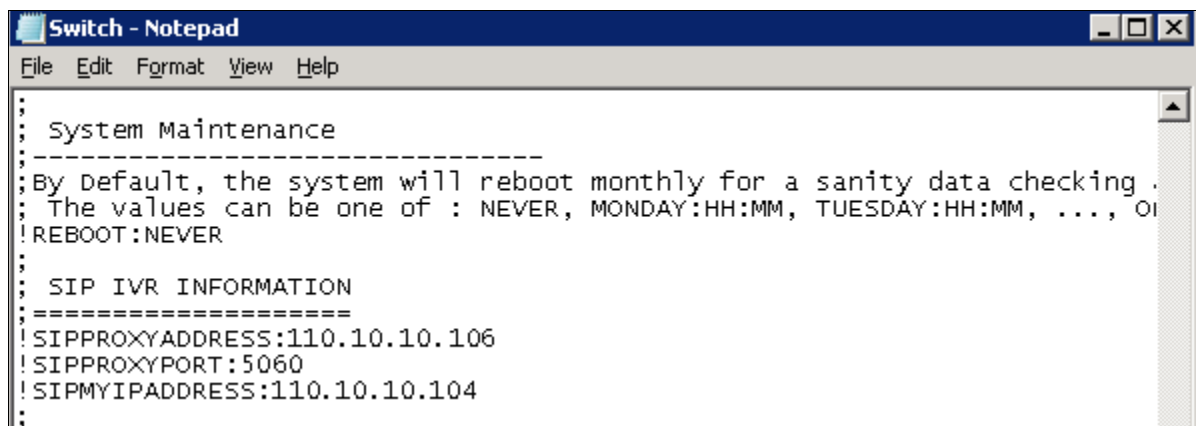 Switch - Notepad
File Edit Format View Help
;
; System Maintenance
;--------------------------------
;By Default, the system will reboot monthly for a sanity data checking
; The values can be one of : NEVER, MONDAY:HH:MM, TUESDAY:HH:MM, ...,
!REBOOT:NEVER
;
; SIP IVR INFORMATION
;====================
!SIPPROXYADDRESS:110.10.10.106
!SIPPROXYPORT:5060
!SIPMYIPADDRESS:110.10.10.104
;